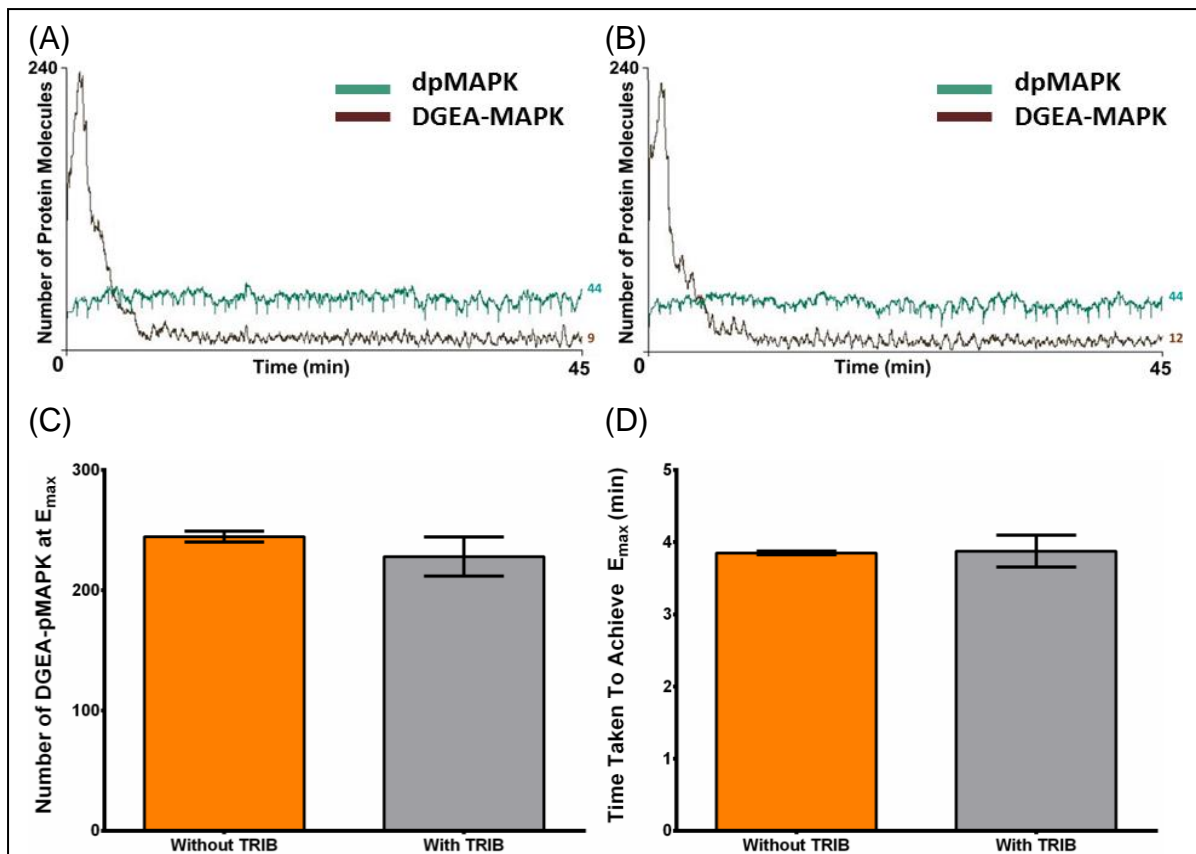 (A)
240
Number of Protein Molecules
dpMAPK
DGEA-MAPK
44
9
0
Time (min)
45
(B)
240
Number of Protein Molecules
dpMAPK
DGEA-MAPK
44
12
0
Time (min)
45
(C)
Number of DGEA-pMAPK at Emax
300
200
100
0
Without TRIB
With TRIB
(D)
Time Taken To Achieve Emax (min)
5
4
3
2
1
0
Without TRIB
With TRIB